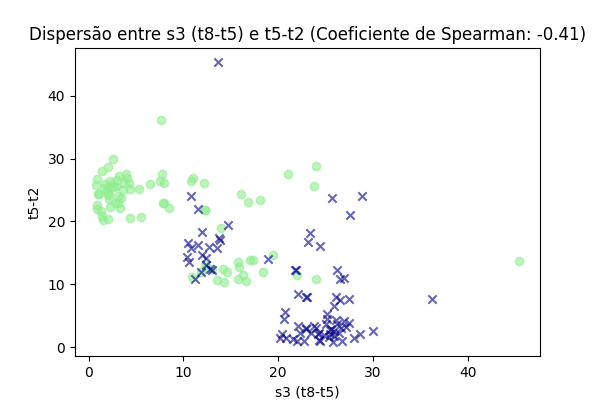 Dispersão entre s3 (t8-t5) e t5-t2 (Coeficiente de Spearman: -0.41)
t5-t2
40
30
20
10
0
0 10 20 30 40
s3 (t8-t5)